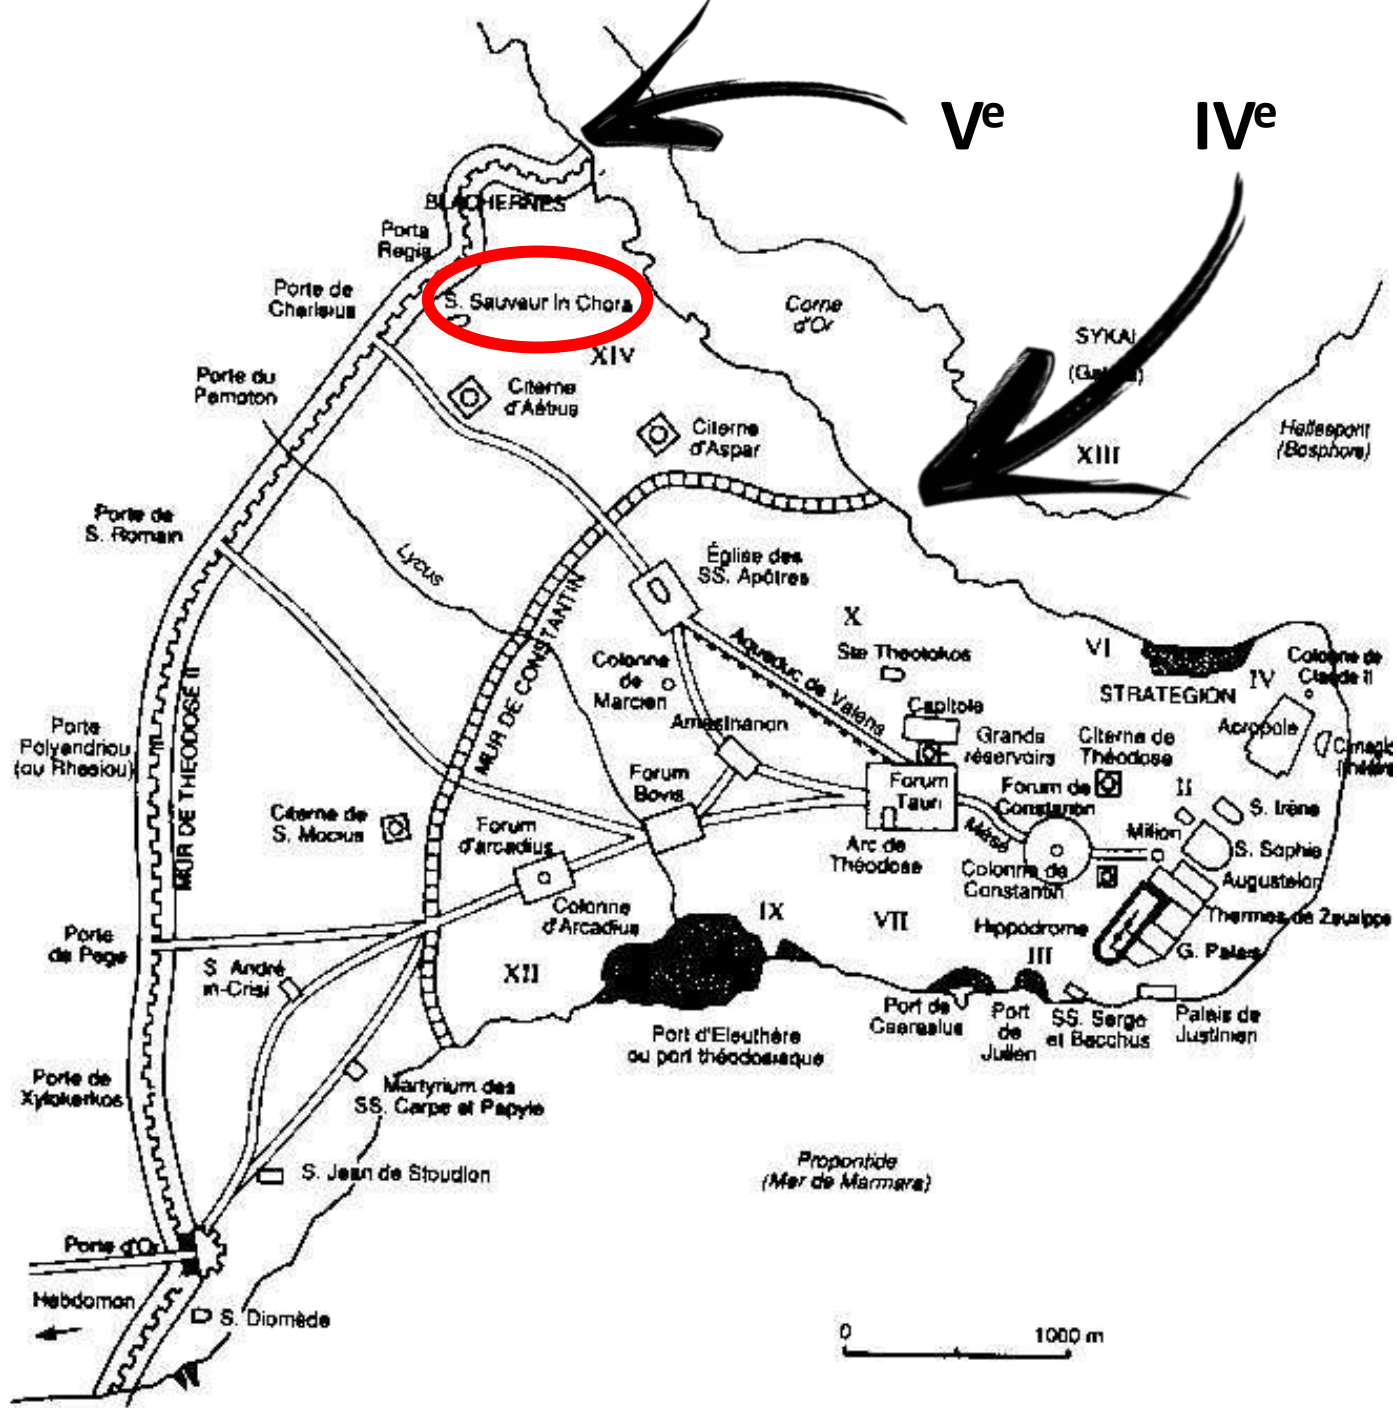 Vᵉ
IVᵉ
BLACHERNES
Porta
Regia
Porte de
Charisius
S. Sauveur In Chora
XIV
Corne
d'Or
SYKAI
Porte du
Pempton
Citerne
d'Aétius
Citerne
d'Aspar
XIII
Hellespont
(Bosphore)
Porte de
S. Romain
Lycus
Église des
SS. Apôtres
MUR DE CONSTANTIN
X
Ste Theotokos
Aqueduc de Valens
VI
STRATEGION
IV
Colonne de
Claude II
Colonne
de
Marcien
Capitole
Acropole
MUR DE THEODOSE II
Porte
Polyandriou
(ou Rhesiou)
Amastrianon
Grands
réservoirs
Citerne de
Théodose
Forum
Bovis
Forum
Tauri
Forum de
Constantin
II
S. Irène
Citerne de
S. Mocius
Forum
d'arcadius
Mésé
Milion
S. Sophie
Arc de
Théodose
Colonne de
Constantin
Augusteion
Colonne
d'Arcadius
IX
VII
Hippodrome
Thermes de Zeuxippe
Porte
de Pege
S. André
in-Crisi
XII
III
G. Palais
Port d'Eleuthère
ou port théodosiaque
Port de
Caesarius
Port
de
Julien
SS. Serge
et Bacchus
Palais de
Justinien
Porte de
Xylokerkos
Martyrium des
SS. Carpe et Papyle
S. Jean de Stoudion
Propontide
(Mer de Marmara)
Porte d'Or
Hebdomon
S. Diomède
0
1000 m